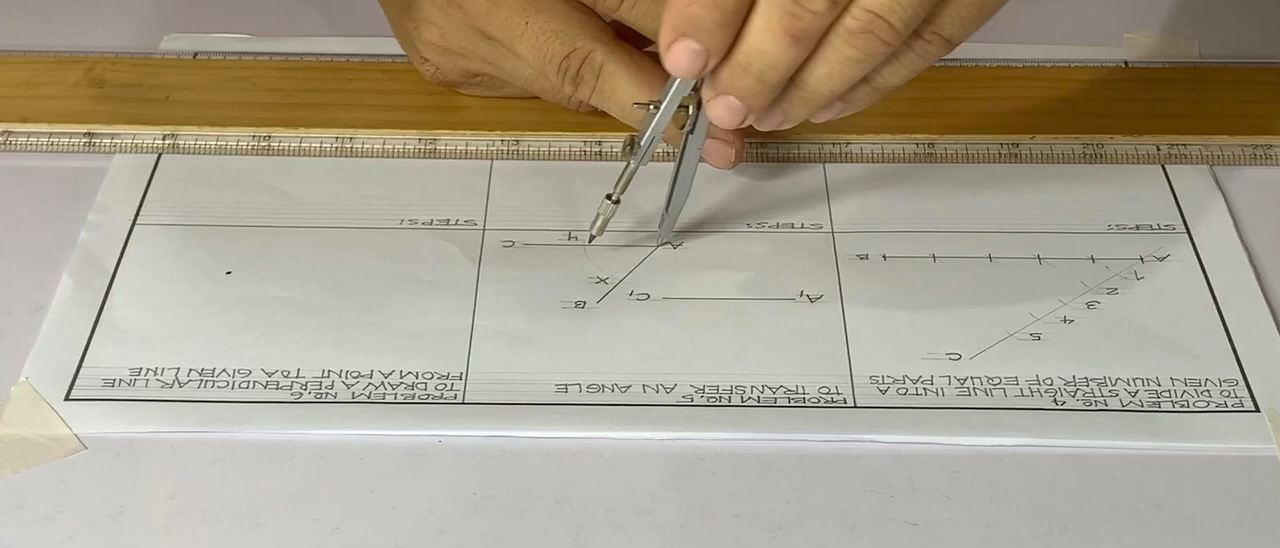 PROBLEM NO. 4
TO DIVIDE A STRAIGHT LINE INTO A
GIVEN NUMBER OF EQUAL PARTS
C
5
4
3
2
1
A
B
STEPS:
PROBLEM NO. 5
TO TRANSFER AN ANGLE
A1
C1
B
X
A
4
C
STEPS:
PROBLEM NO. 6
TO DRAW A PERPENDICULAR LINE
FROM A POINT TO A GIVEN LINE
STEPS: